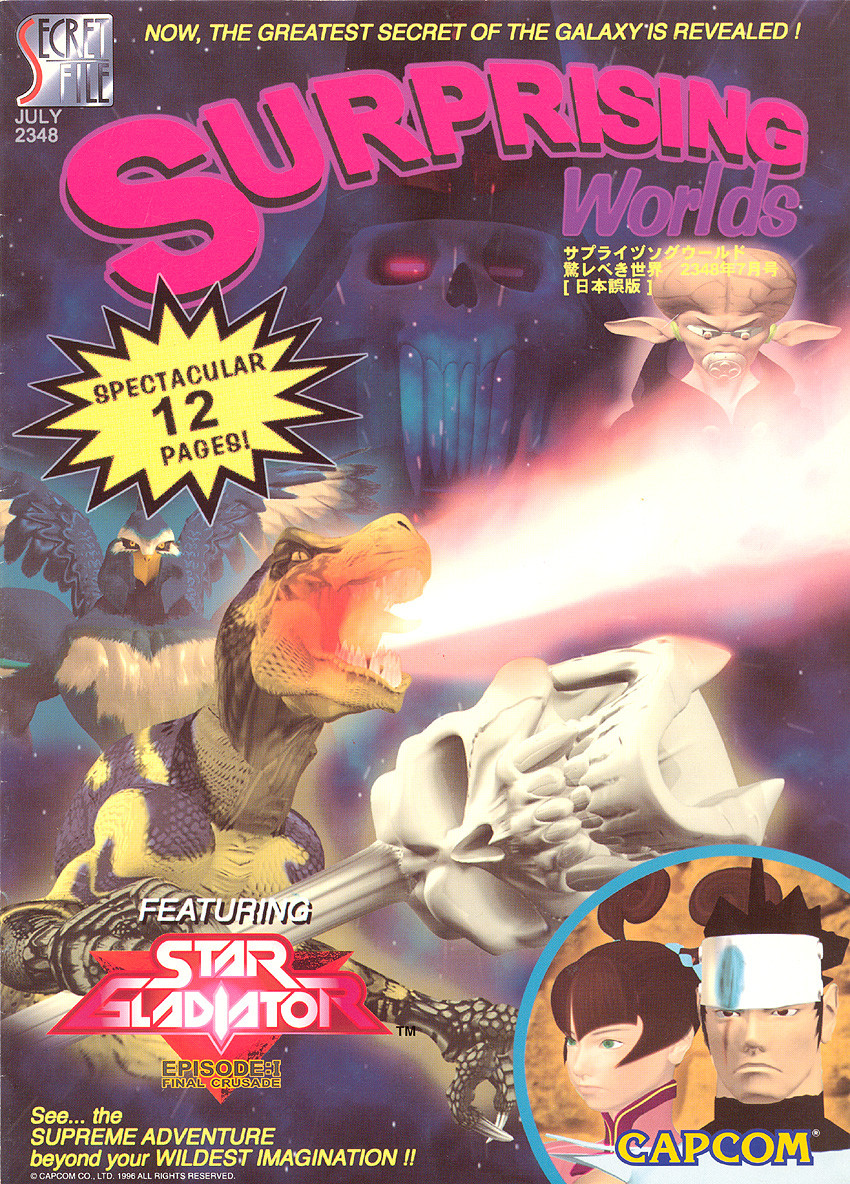 NOW, THE GREATEST SECRET OF THE GALAXY IS REVEALED !
SECRET
FILE
JULY
2348
SURPRISING
Worlds
サプライヅングウールド
驚レベき世界／2348年7月号
[ 日本誤版 ]
SPECTACULAR
12
PAGES!
FEATURING
STAR
GLADIATOR
TM
EPISODE:I
FINAL CRUSADE
See... the
SUPREME ADVENTURE
beyond your WILDEST IMAGINATION !!
© CAPCOM CO., LTD. 1996 ALL RIGHTS RESERVED.
CAPCOM®